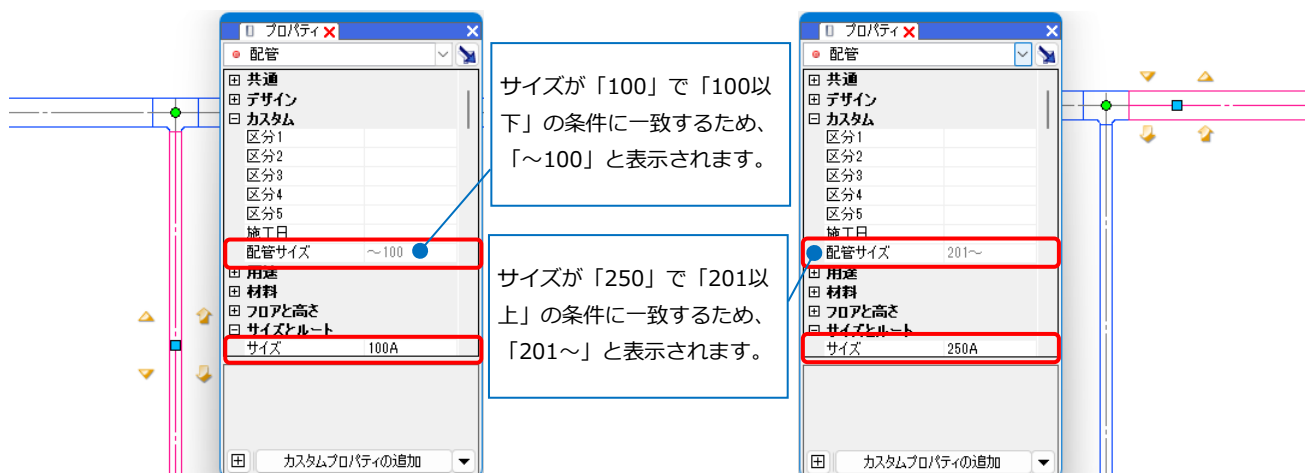 プロパティ
配管
共通
デザイン
カスタム
区分1
区分2
区分3
区分4
区分5
施工日
配管サイズ ～100
用途
材料
フロアと高さ
サイズとルート
サイズ 100A
カスタムプロパティの追加
サイズが「100」で「100以
下」の条件に一致するため、
「～100」と表示されます。
サイズが「250」で「201以
上」の条件に一致するため、
「201～」と表示されます。
プロパティ
配管
共通
デザイン
カスタム
区分1
区分2
区分3
区分4
区分5
施工日
配管サイズ 201～
用途
材料
フロアと高さ
サイズとルート
サイズ 250A
カスタムプロパティの追加